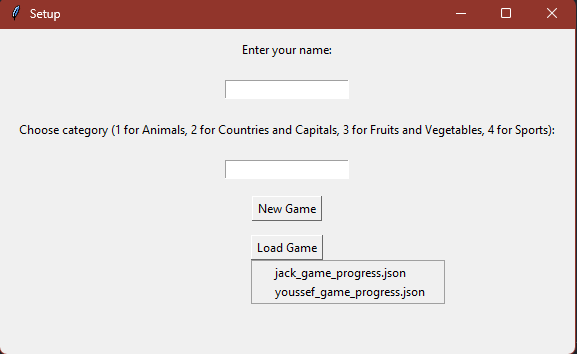 Setup
Enter your name:
Choose category (1 for Animals, 2 for Countries and Capitals, 3 for Fruits and Vegetables, 4 for Sports):
New Game
Load Game
jack_game_progress.json
youssef_game_progress.json